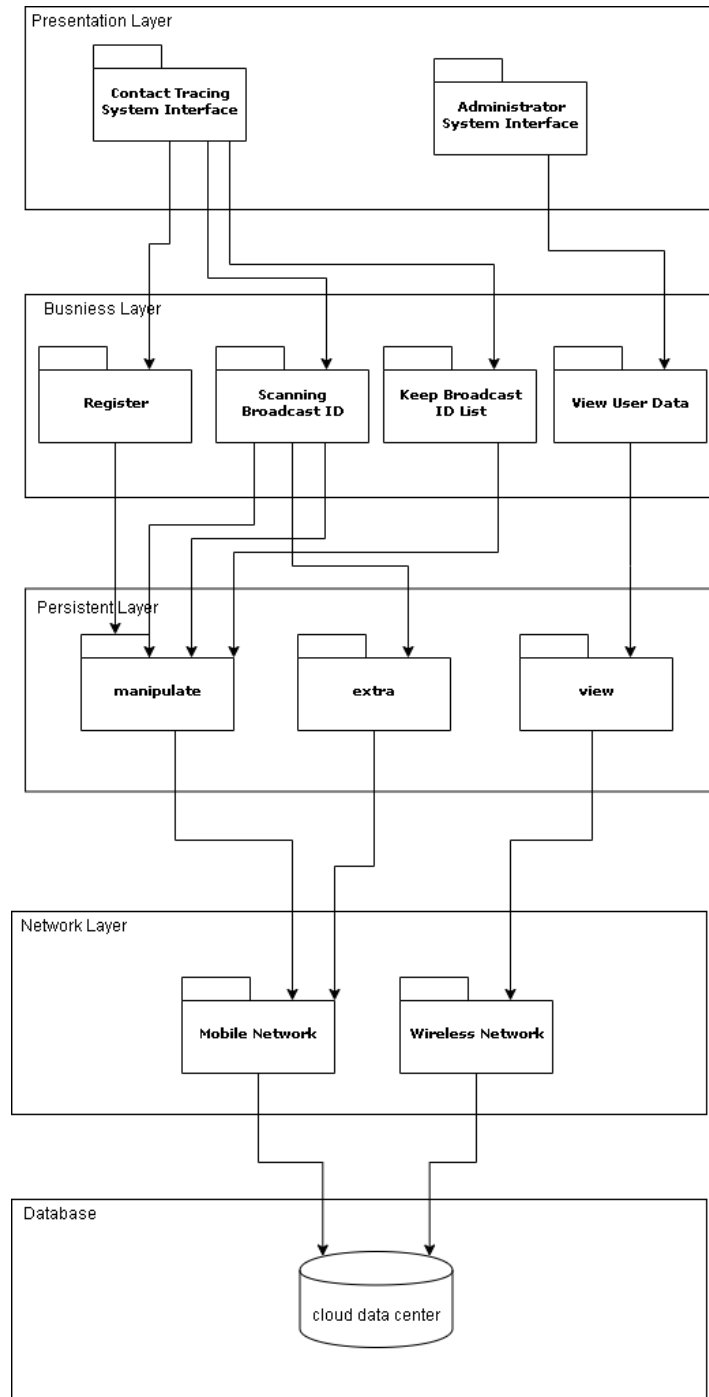 Presentation Layer
Contact Tracing
System Interface
Administrator
System Interface
Busniess Layer
Register
Scanning
Broadcast ID
Keep Broadcast
ID List
View User Data
Persistent Layer
manipulate
extra
view
Network Layer
Mobile Network
Wireless Network
Database
cloud data center